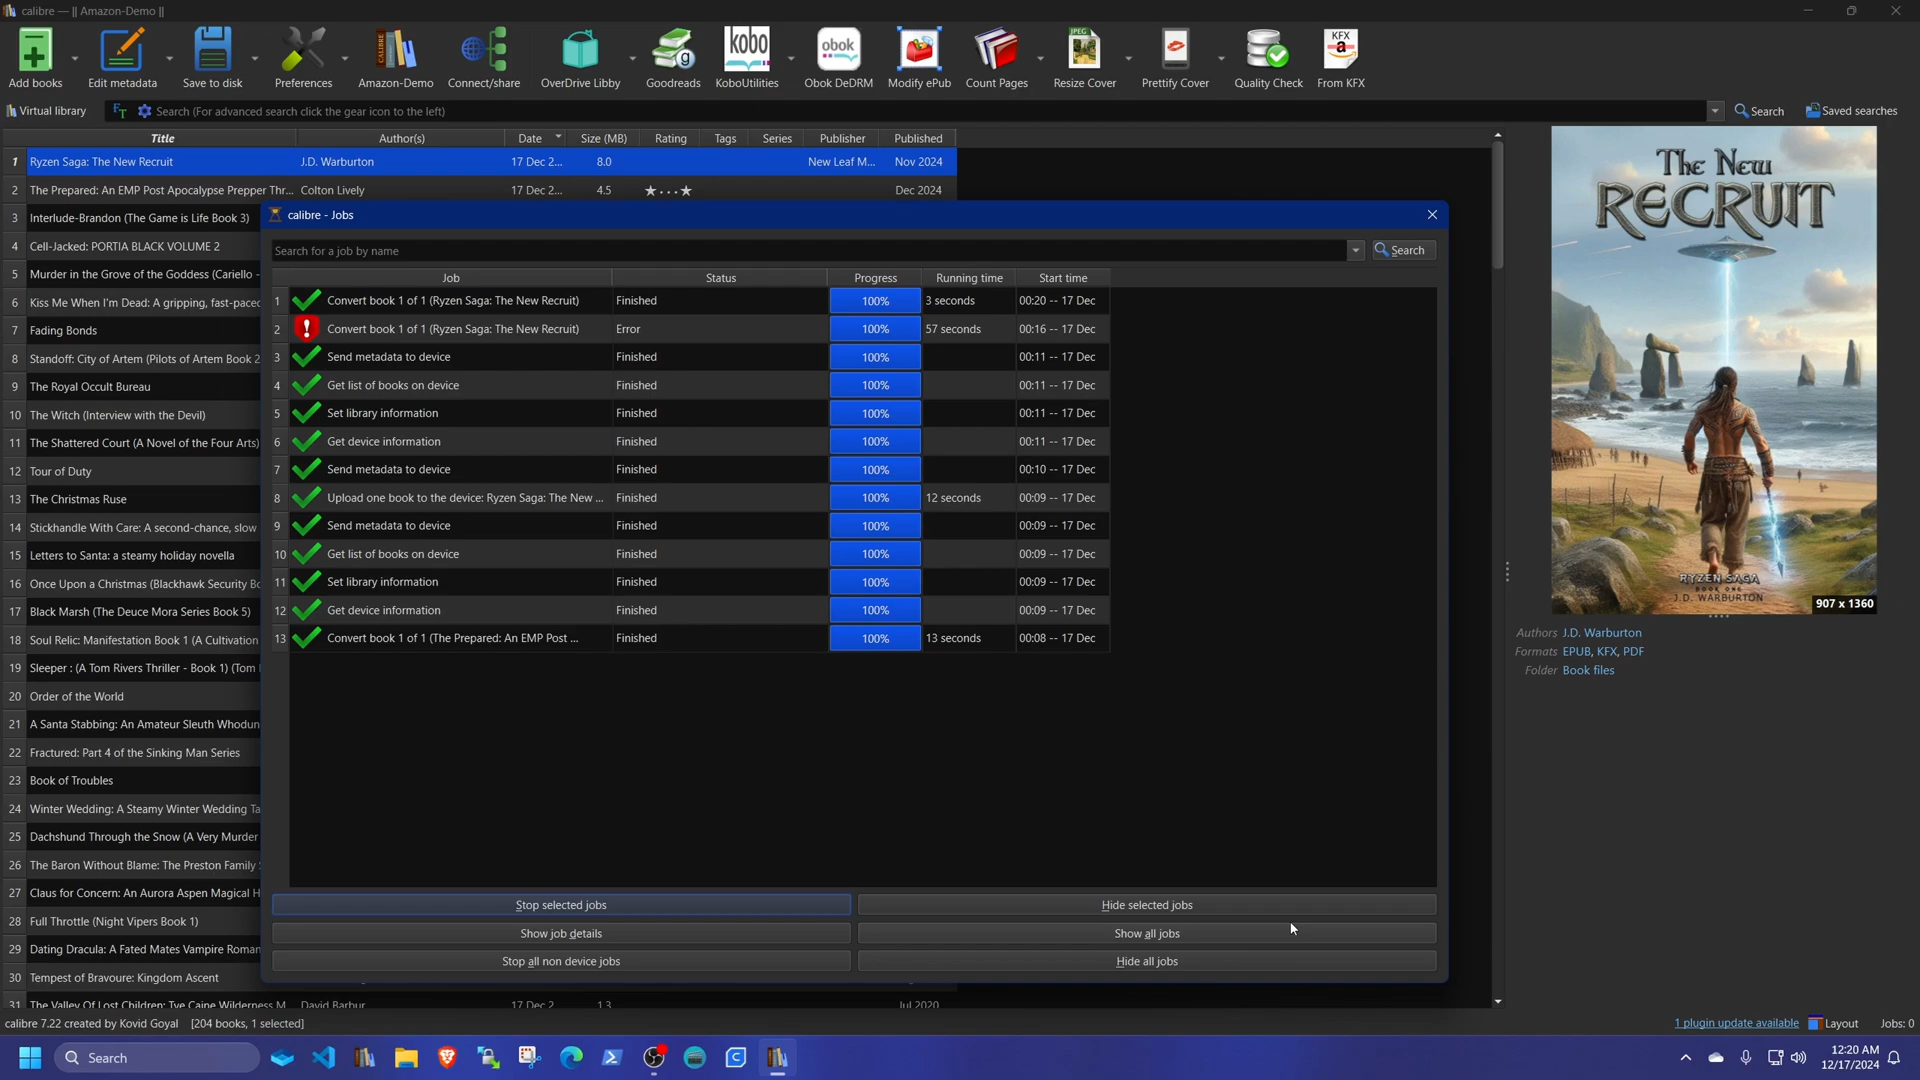 calibre — || Amazon-Demo ||
Add books
Edit metadata
Save to disk
Preferences
Amazon-Demo
Connect/share
OverDrive Libby
Goodreads
kobo
KoboUtilities
obok
Obok DeDRM
Modify ePub
Count Pages
JPEG
Resize Cover
Prettify Cover
Quality Check
KFX
From KFX
Virtual library
Search (For advanced search click the gear icon to the left)
Search
Saved searches
Title Author(s) Date Size (MB) Rating Tags Series Publisher Published
1 Ryzen Saga: The New Recruit J.D. Warburton 17 Dec 2... 8.0 New Leaf M... Nov 2024
2 The Prepared: An EMP Post Apocalypse Prepper Thr... Colton Lively 17 Dec 2... 4.5 ★...★ Dec 2024
3 Interlude-Brandon (The Game is Life Book 3)
4 Cell-Jacked: PORTIA BLACK VOLUME 2
5 Murder in the Grove of the Goddess (Cariello -
6 Kiss Me When I'm Dead: A gripping, fast-paced
7 Fading Bonds
8 Standoff: City of Artem (Pilots of Artem Book 2
9 The Royal Occult Bureau
10 The Witch (Interview with the Devil)
11 The Shattered Court (A Novel of the Four Arts)
12 Tour of Duty
13 The Christmas Ruse
14 Stickhandle With Care: A second-chance, slow
15 Letters to Santa: a steamy holiday novella
16 Once Upon a Christmas (Blackhawk Security Bo
17 Black Marsh (The Deuce Mora Series Book 5)
18 Soul Relic: Manifestation Book 1 (A Cultivation
19 Sleeper : (A Tom Rivers Thriller - Book 1) (Tom
20 Order of the World
21 A Santa Stabbing: An Amateur Sleuth Whodun
22 Fractured: Part 4 of the Sinking Man Series
23 Book of Troubles
24 Winter Wedding: A Steamy Winter Wedding Ta
25 Dachshund Through the Snow (A Very Murder
26 The Baron Without Blame: The Preston Family
27 Claus for Concern: An Aurora Aspen Magical H
28 Full Throttle (Night Vipers Book 1)
29 Dating Dracula: A Fated Mates Vampire Roman
30 Tempest of Bravoure: Kingdom Ascent
31 The Valley Of Lost Children: Tye Caine Wilderness M David Barbur 17 Dec 2 1.3 Jul 2020
calibre - Jobs
Search for a job by name
Search
Job Status Progress Running time Start time
1 Convert book 1 of 1 (Ryzen Saga: The New Recruit) Finished 100% 3 seconds 00:20 -- 17 Dec
2 Convert book 1 of 1 (Ryzen Saga: The New Recruit) Error 100% 57 seconds 00:16 -- 17 Dec
3 Send metadata to device Finished 100% 00:11 -- 17 Dec
4 Get list of books on device Finished 100% 00:11 -- 17 Dec
5 Set library information Finished 100% 00:11 -- 17 Dec
6 Get device information Finished 100% 00:11 -- 17 Dec
7 Send metadata to device Finished 100% 00:10 -- 17 Dec
8 Upload one book to the device: Ryzen Saga: The New ... Finished 100% 12 seconds 00:09 -- 17 Dec
9 Send metadata to device Finished 100% 00:09 -- 17 Dec
10 Get list of books on device Finished 100% 00:09 -- 17 Dec
11 Set library information Finished 100% 00:09 -- 17 Dec
12 Get device information Finished 100% 00:09 -- 17 Dec
13 Convert book 1 of 1 (The Prepared: An EMP Post ... Finished 100% 13 seconds 00:08 -- 17 Dec
Stop selected jobs
Hide selected jobs
Show job details
Show all jobs
Stop all non device jobs
Hide all jobs
The New
RECRUIT
RYZEN SAGA
BOOK ONE
J.D. WARBURTON
907 x 1360
Authors J.D. Warburton
Formats EPUB, KFX, PDF
Folder Book files
calibre 7.22 created by Kovid Goyal [204 books, 1 selected]
1 plugin update available
Layout
Jobs: 0
Search
12:20 AM
12/17/2024